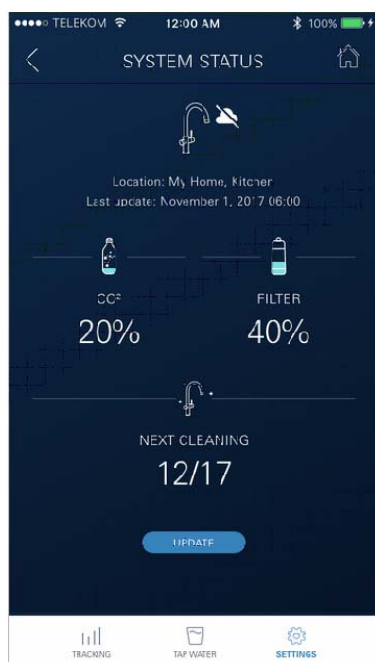 TELEKOM 12:00 AM 100%
SYSTEM STATUS
Location: My Home, Kitchen
Last update: November 1, 2017 06:00
CO² FILTER
20% 40%
NEXT CLEANING
12/17
UPDATE
TRACKING TAP WATER SETTINGS